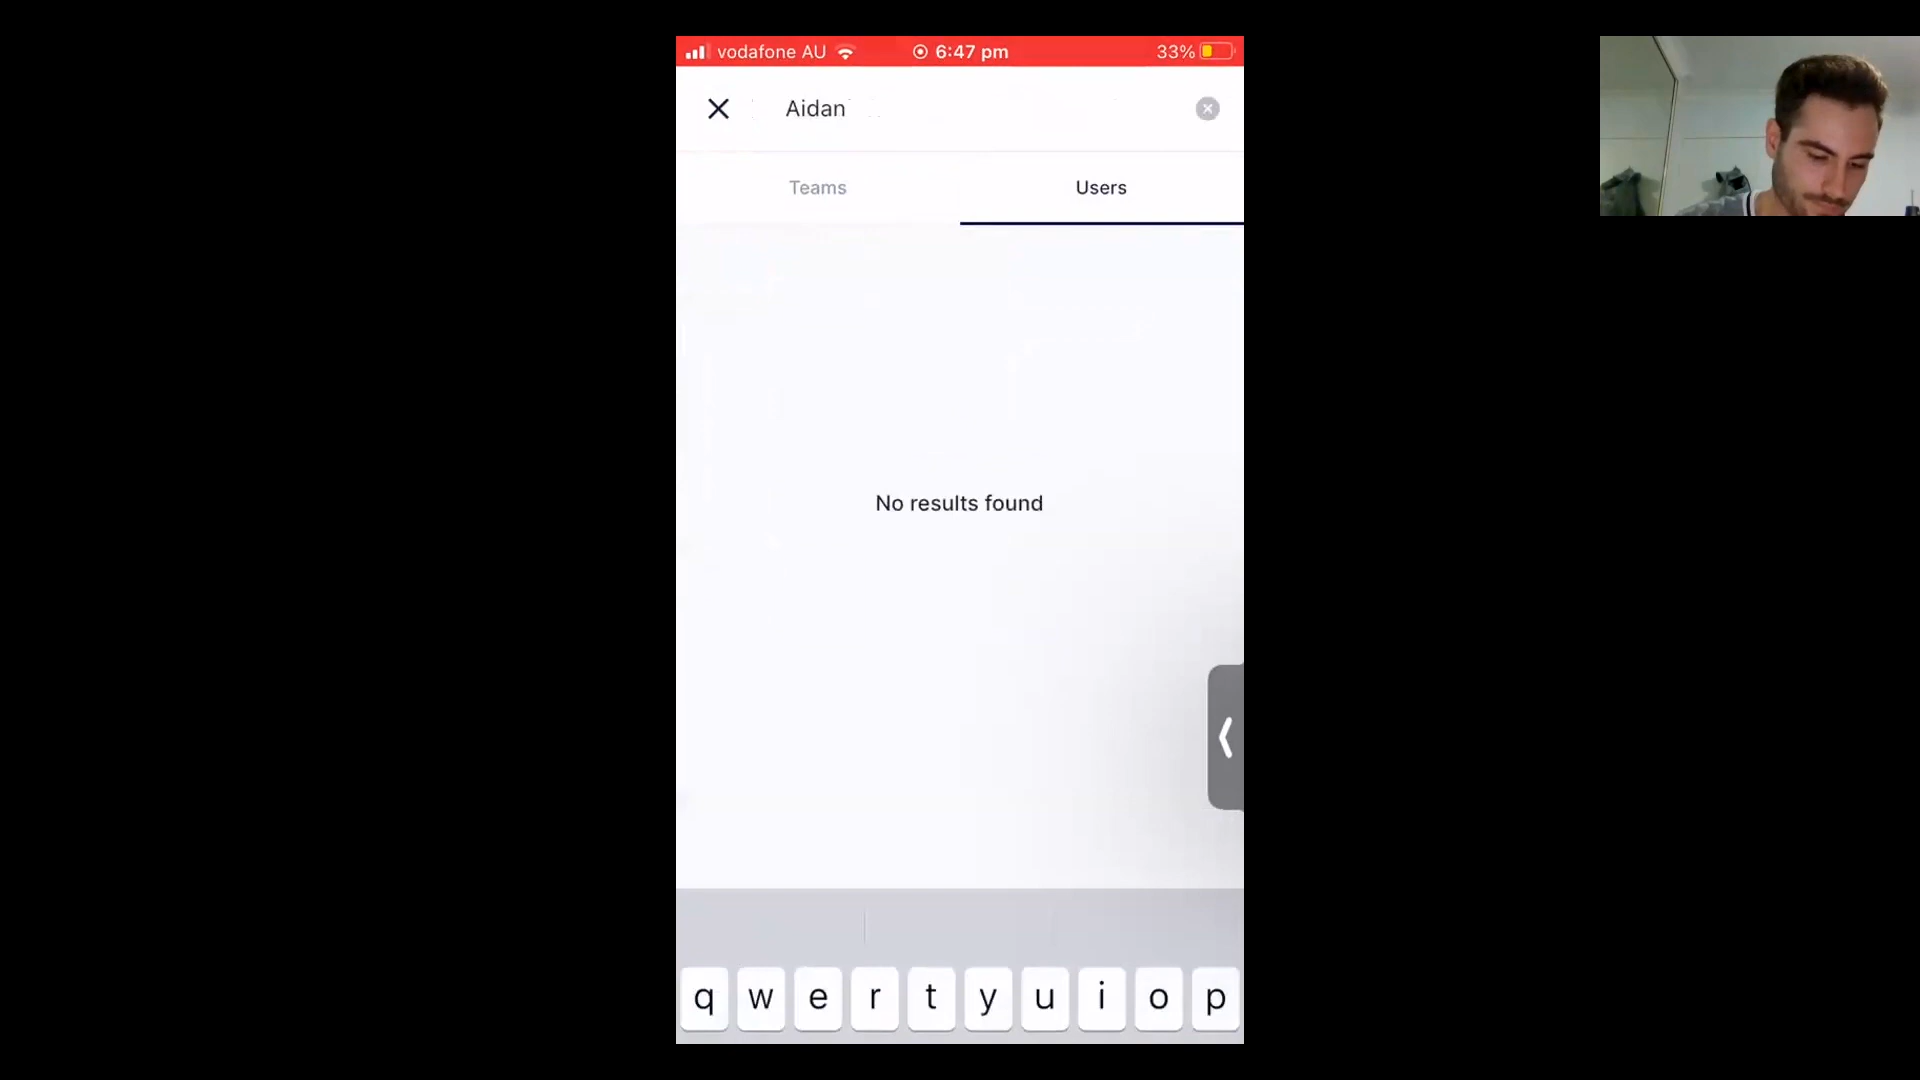 vodafone AU 6:47 pm 33%
Aidan
Teams Users
No results found
q w e r t y u i o p